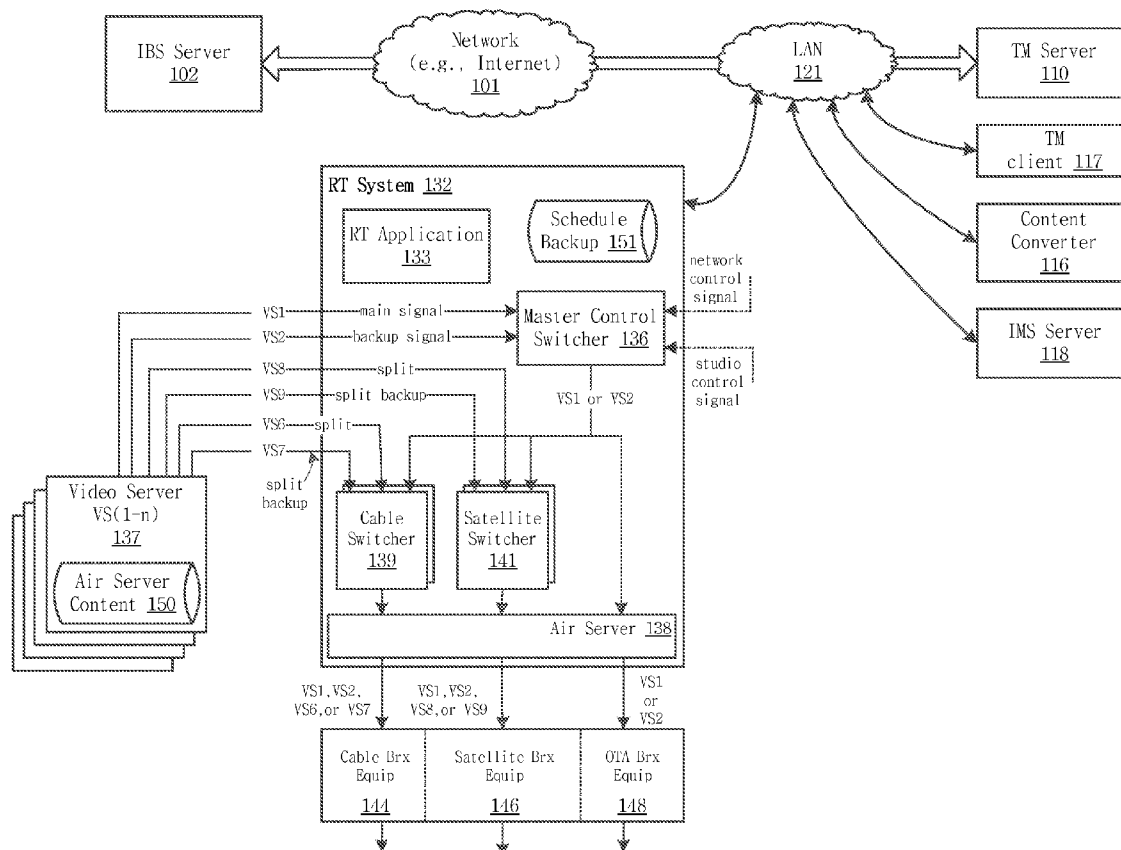 IBS Server
102
Network
(e.g., Internet)
101
LAN
121
TM Server
110
TM
client 117
Content
Converter
116
IMS Server
118
RT System 132
RT Application
133
Schedule
Backup 151
network
control
signal
Master Control
Switcher 136
studio
control
signal
VS1 main signal
VS2 backup signal
VS8 split
VS9 split backup
VS6 split
VS7
split
backup
VS1 or VS2
Video Server
VS(1-n)
137
Air Server
Content 150
Cable
Switcher
139
Satellite
Switcher
141
Air Server 138
VS1,VS2,
VS6,or VS7
VS1,VS2,
VS8,or VS9
VS1
or
VS2
Cable Brx
Equip
144
Satellite Brx
Equip
146
OTA Brx
Equip
148